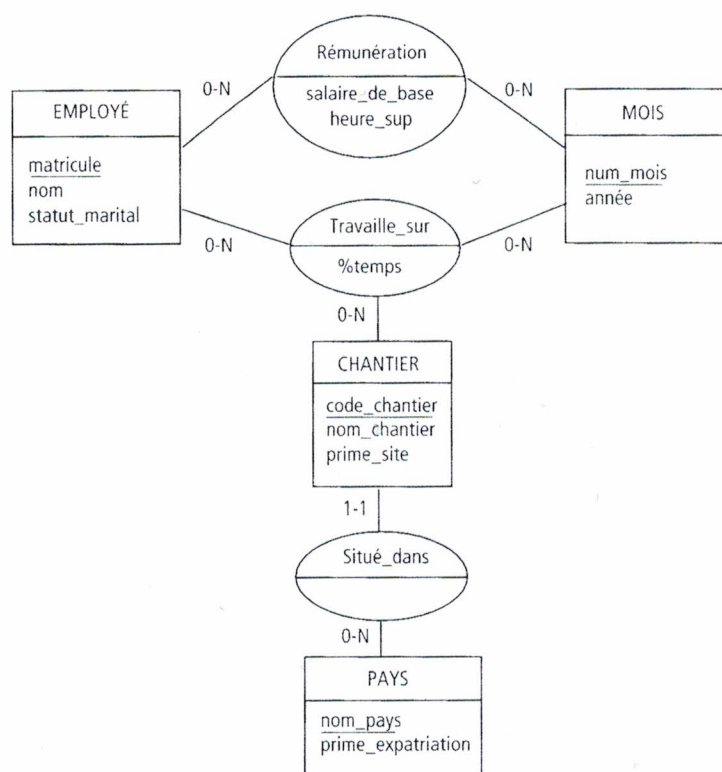 Rémunération
0-N
0-N
salaire_de_base
heure_sup
EMPLOYÉ
MOIS
matricule
nom
statut_marital
num_mois
année
Travaille_sur
0-N
0-N
%temps
0-N
CHANTIER
code_chantier
nom_chantier
prime_site
1-1
Situé_dans
0-N
PAYS
nom_pays
prime_expatriation